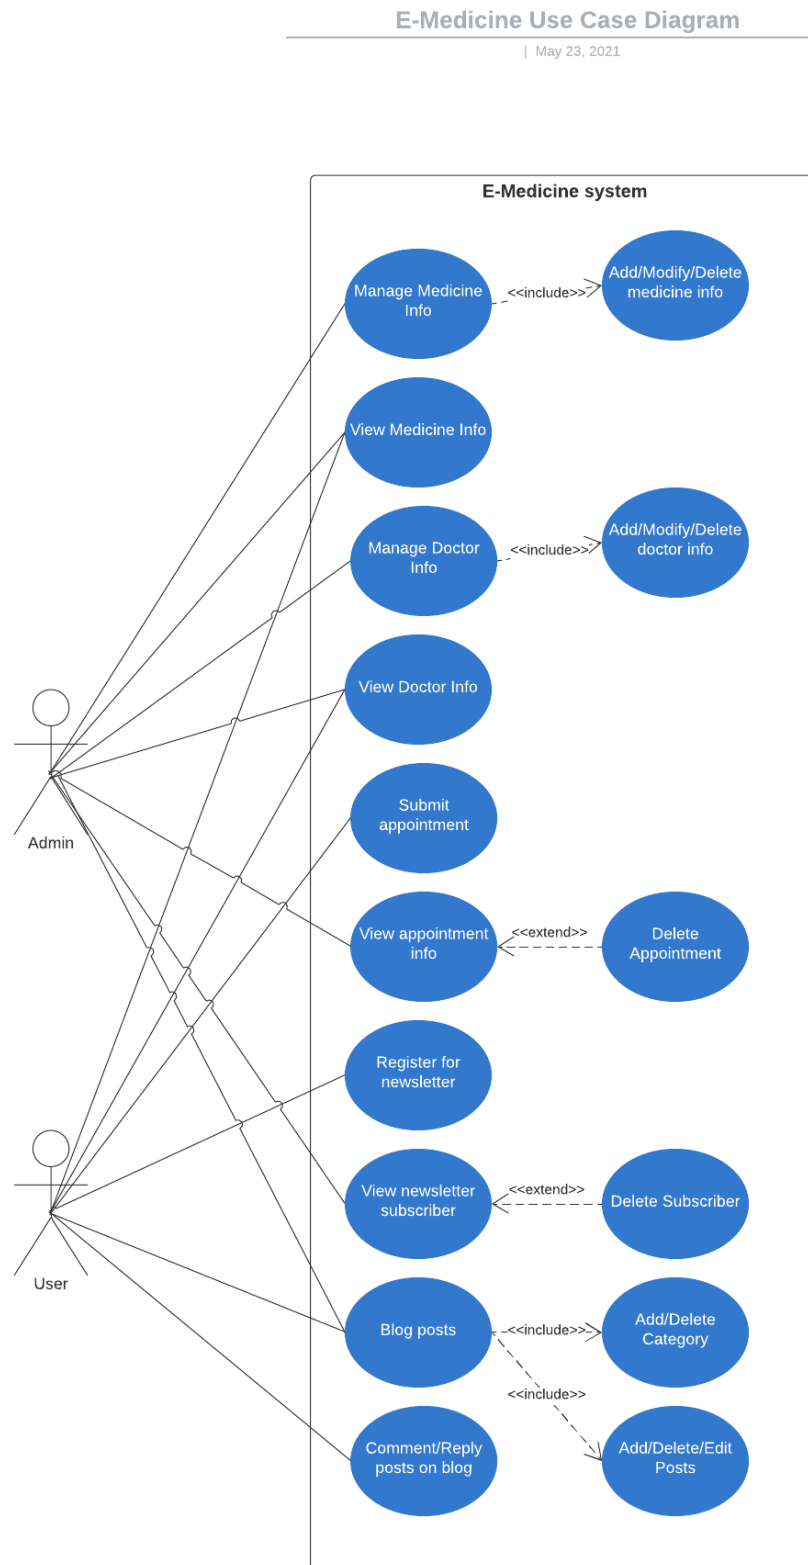 E-Medicine Use Case Diagram
| May 23, 2021
E-Medicine system
Manage Medicine
Info
<<include>>
Add/Modify/Delete
medicine info
View Medicine Info
Manage Doctor
Info
<<include>>
Add/Modify/Delete
doctor info
View Doctor Info
Admin
Submit
appointment
View appointment
info
<<extend>>
Delete
Appointment
Register for
newsletter
View newsletter
subscriber
<<extend>>
Delete Subscriber
User
Blog posts
<<include>>
Add/Delete
Category
<<include>>
Comment/Reply
posts on blog
Add/Delete/Edit
Posts